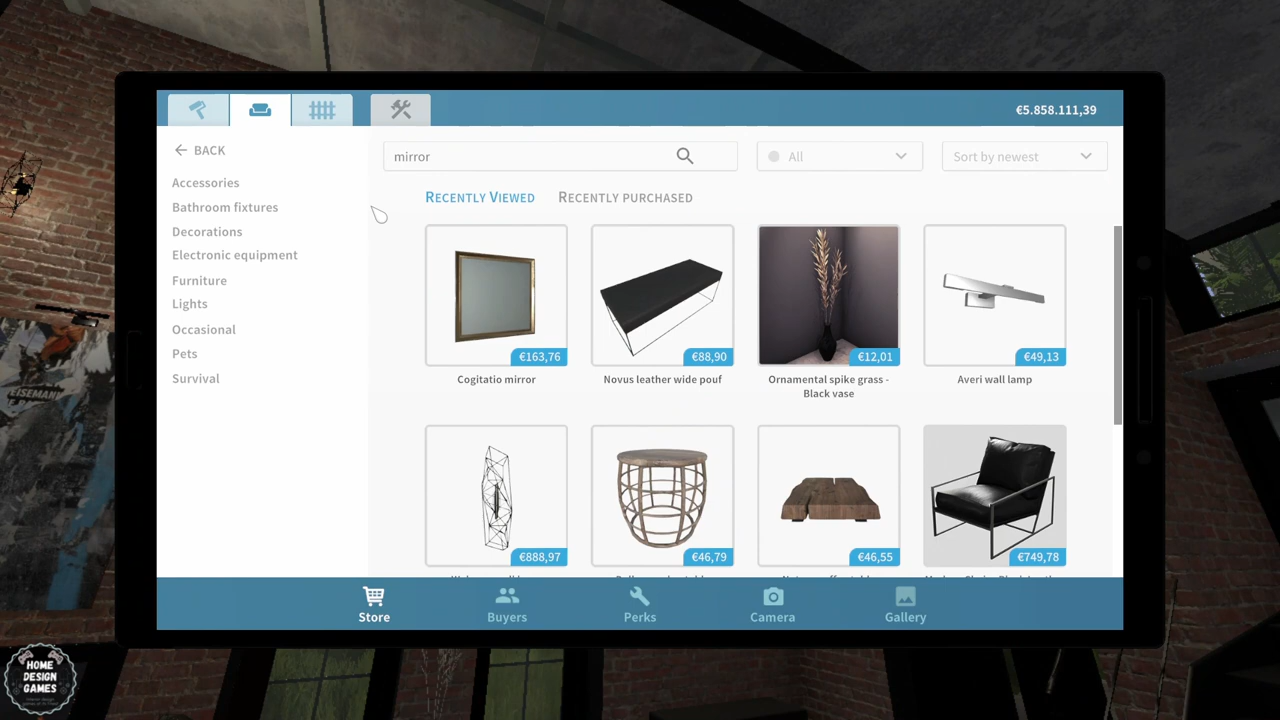 €5.858.111,39
BACK
mirror
All
Sort by newest
Accessories
Bathroom fixtures
Decorations
Electronic equipment
Furniture
Lights
Occasional
Pets
Survival
RECENTLY VIEWED
RECENTLY PURCHASED
€163,76
€88,90
€12,01
€49,13
Cogitatio mirror
Novus leather wide pouf
Ornamental spike grass -
Black vase
Averi wall lamp
€888,97
€46,79
€46,55
€749,78
Store
Buyers
Perks
Camera
Gallery
EISEMANN
HOME
DESIGN
GAMES